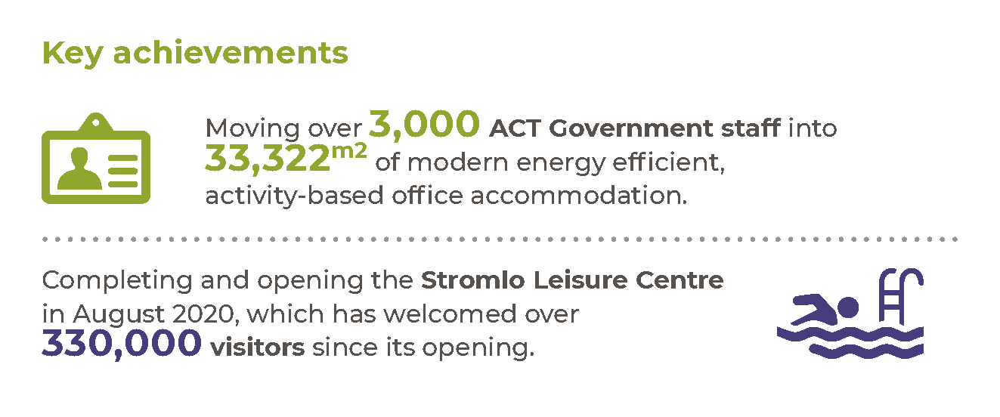 Key achievements
Moving over 3,000 ACT Government staff into
33,322m2 of modern energy efficient,
activity-based office accommodation.
Completing and opening the Stromlo Leisure Centre
in August 2020, which has welcomed over
330,000 visitors since its opening.